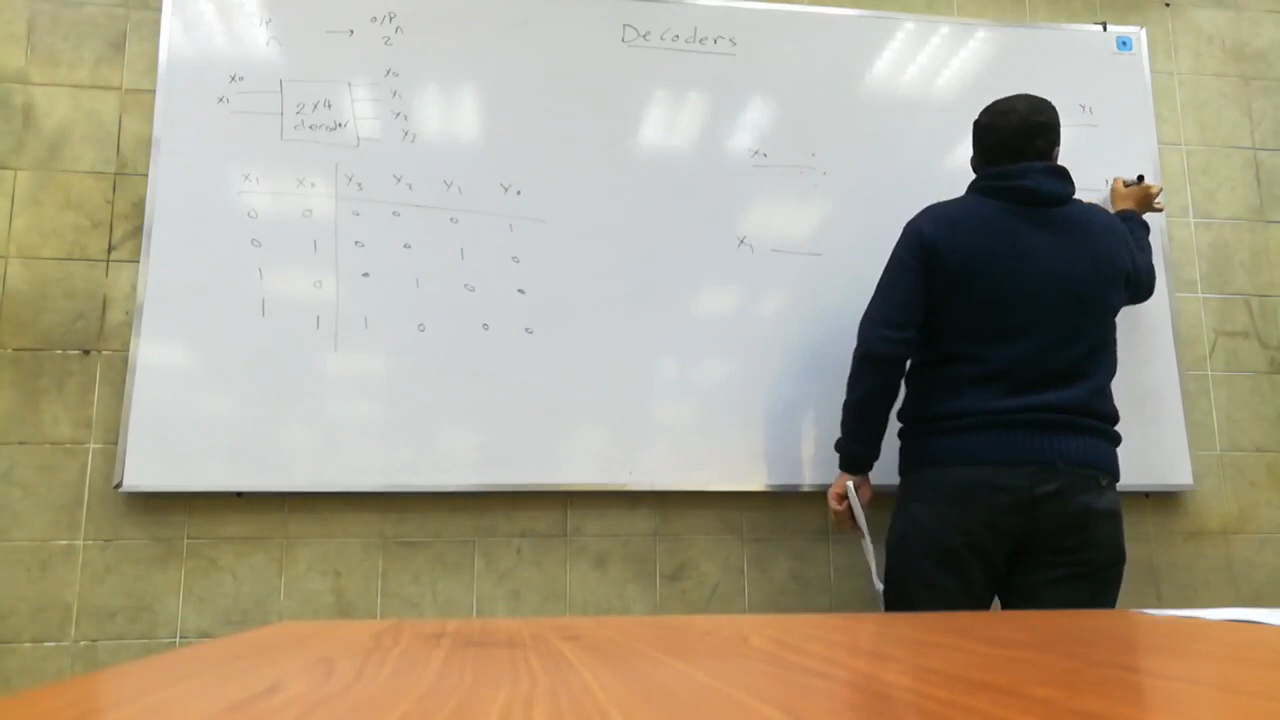 Decoders
I/P → O/P
n 2^n
X0 Y0
X1 Y1
2x4 Y2
decoder Y3
X1 X0 Y3 Y2 Y1 Y0
0 0 0 0 0 1
0 1 0 0 1 0
1 0 0 1 0 0
1 1 1 0 0 0
X0
X1